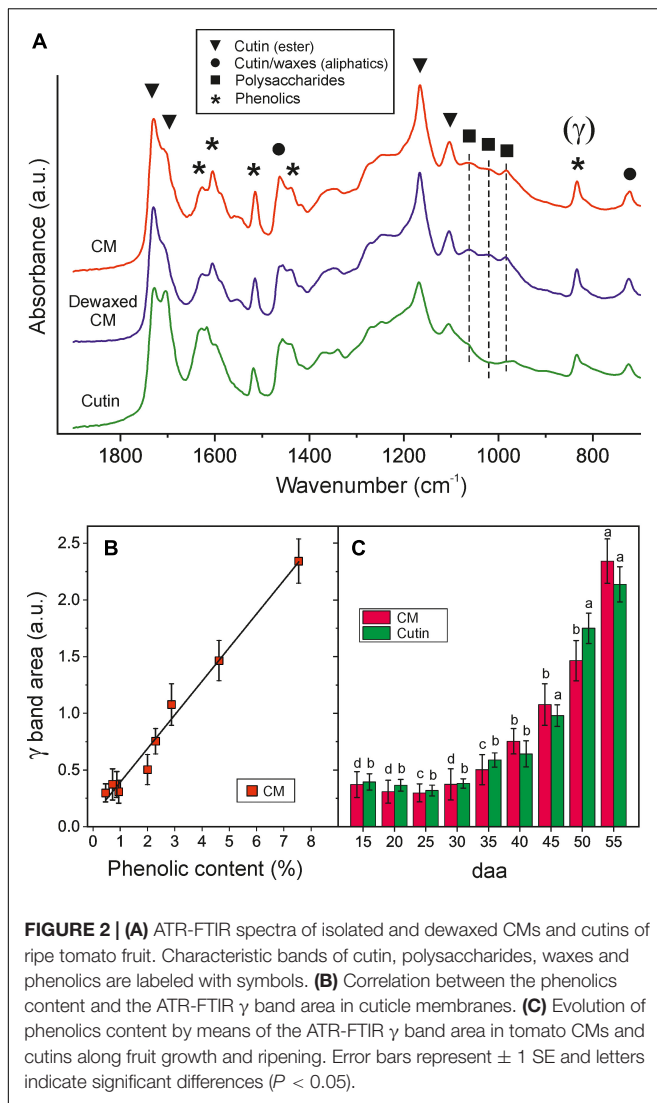 A
▼ Cutin (ester)
● Cutin/waxes (aliphatics)
■ Polysaccharides
* Phenolics
(γ)
Absorbance (a.u.)
CM
Dewaxed
CM
Cutin
1800 1600 1400 1200 1000 800
Wavenumber (cm⁻¹)
B
γ band area (a.u.)
2.5
2.0
1.5
1.0
0.5
0.0
CM
0 1 2 3 4 5 6 7 8
Phenolic content (%)
C
CM
Cutin
d b d b c b d b c b b b b a b a a a
15 20 25 30 35 40 45 50 55
daa
FIGURE 2 | (A) ATR-FTIR spectra of isolated and dewaxed CMs and cutins of
ripe tomato fruit. Characteristic bands of cutin, polysaccharides, waxes and
phenolics are labeled with symbols. (B) Correlation between the phenolics
content and the ATR-FTIR γ band area in cuticle membranes. (C) Evolution of
phenolics content by means of the ATR-FTIR γ band area in tomato CMs and
cutins along fruit growth and ripening. Error bars represent ± 1 SE and letters
indicate significant differences (P < 0.05).